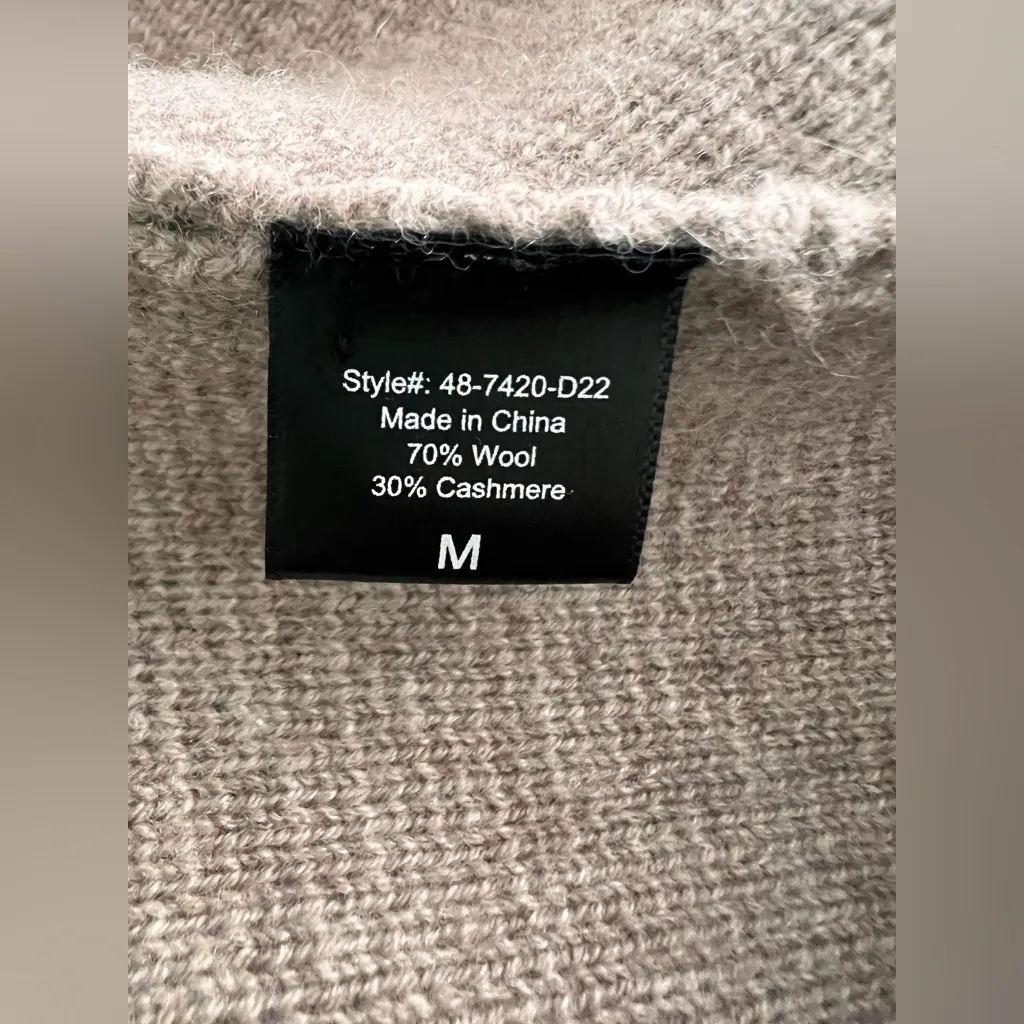 Style#: 48-7420-D22
Made in China
70% Wool
30% Cashmere
M